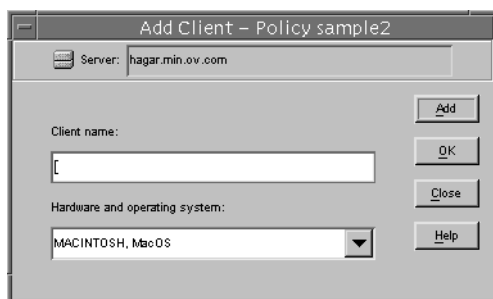 Add Client – Policy sample2
Server: hagar.min.ov.com
Add
Client name:
OK
[
Close
Hardware and operating system:
Help
MACINTOSH, MacOS